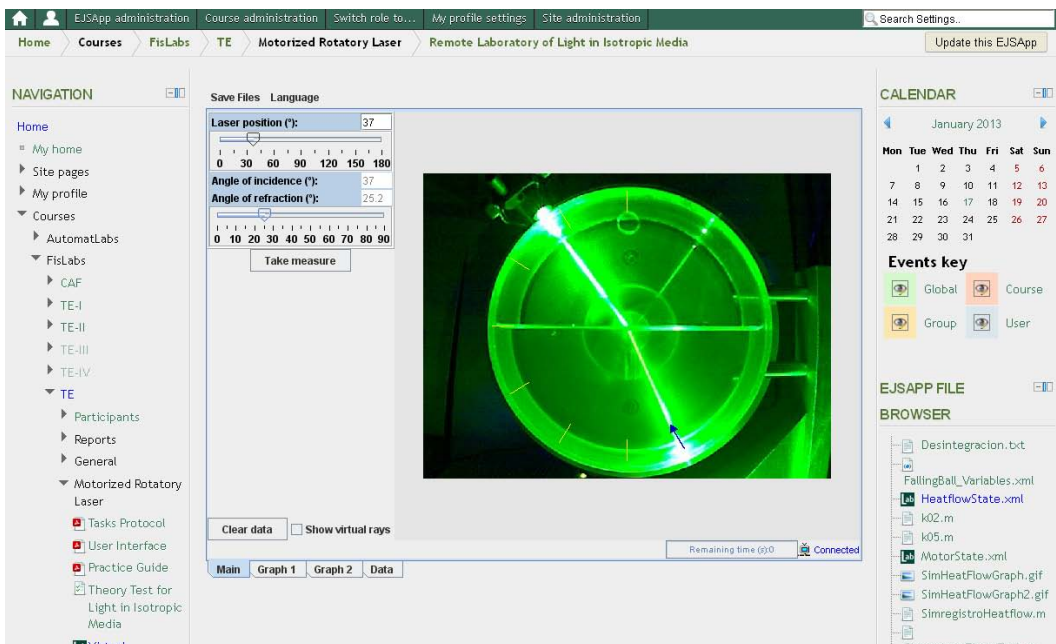 EJSApp administration Course administration Switch role to... My profile settings Site administration Search Settings..
Home Courses FisLabs TE Motorized Rotatory Laser Remote Laboratory of Light in Isotropic Media Update this EJSApp
NAVIGATION
Home
My home
Site pages
My profile
Courses
AutomatLabs
FisLabs
CAF
TE-I
TE-II
TE-III
TE-IV
TE
Participants
Reports
General
Motorized Rotatory
Laser
Tasks Protocol
User Interface
Practice Guide
Theory Test for
Light in Isotropic
Media
Save Files Language
Laser position (°): 37
0 30 60 90 120 150 180
Angle of incidence (°): 37
Angle of refraction (°): 25.2
0 10 20 30 40 50 60 70 80 90
Take measure
Clear data Show virtual rays
Remaining time (s):0 Connected
Main Graph 1 Graph 2 Data
CALENDAR
January 2013
Mon Tue Wed Thu Fri Sat Sun
1 2 3 4 5 6
7 8 9 10 11 12 13
14 15 16 17 18 19 20
21 22 23 24 25 26 27
28 29 30 31
Events key
Global Course
Group User
EJSAPP FILE
BROWSER
Desintegracion.txt
FallingBall_Variables.xml
HeatflowState.xml
k02.m
k05.m
MotorState.xml
SimHeatFlowGraph.gif
SimHeatFlowGraph2.gif
SimregistroHeatflow.m